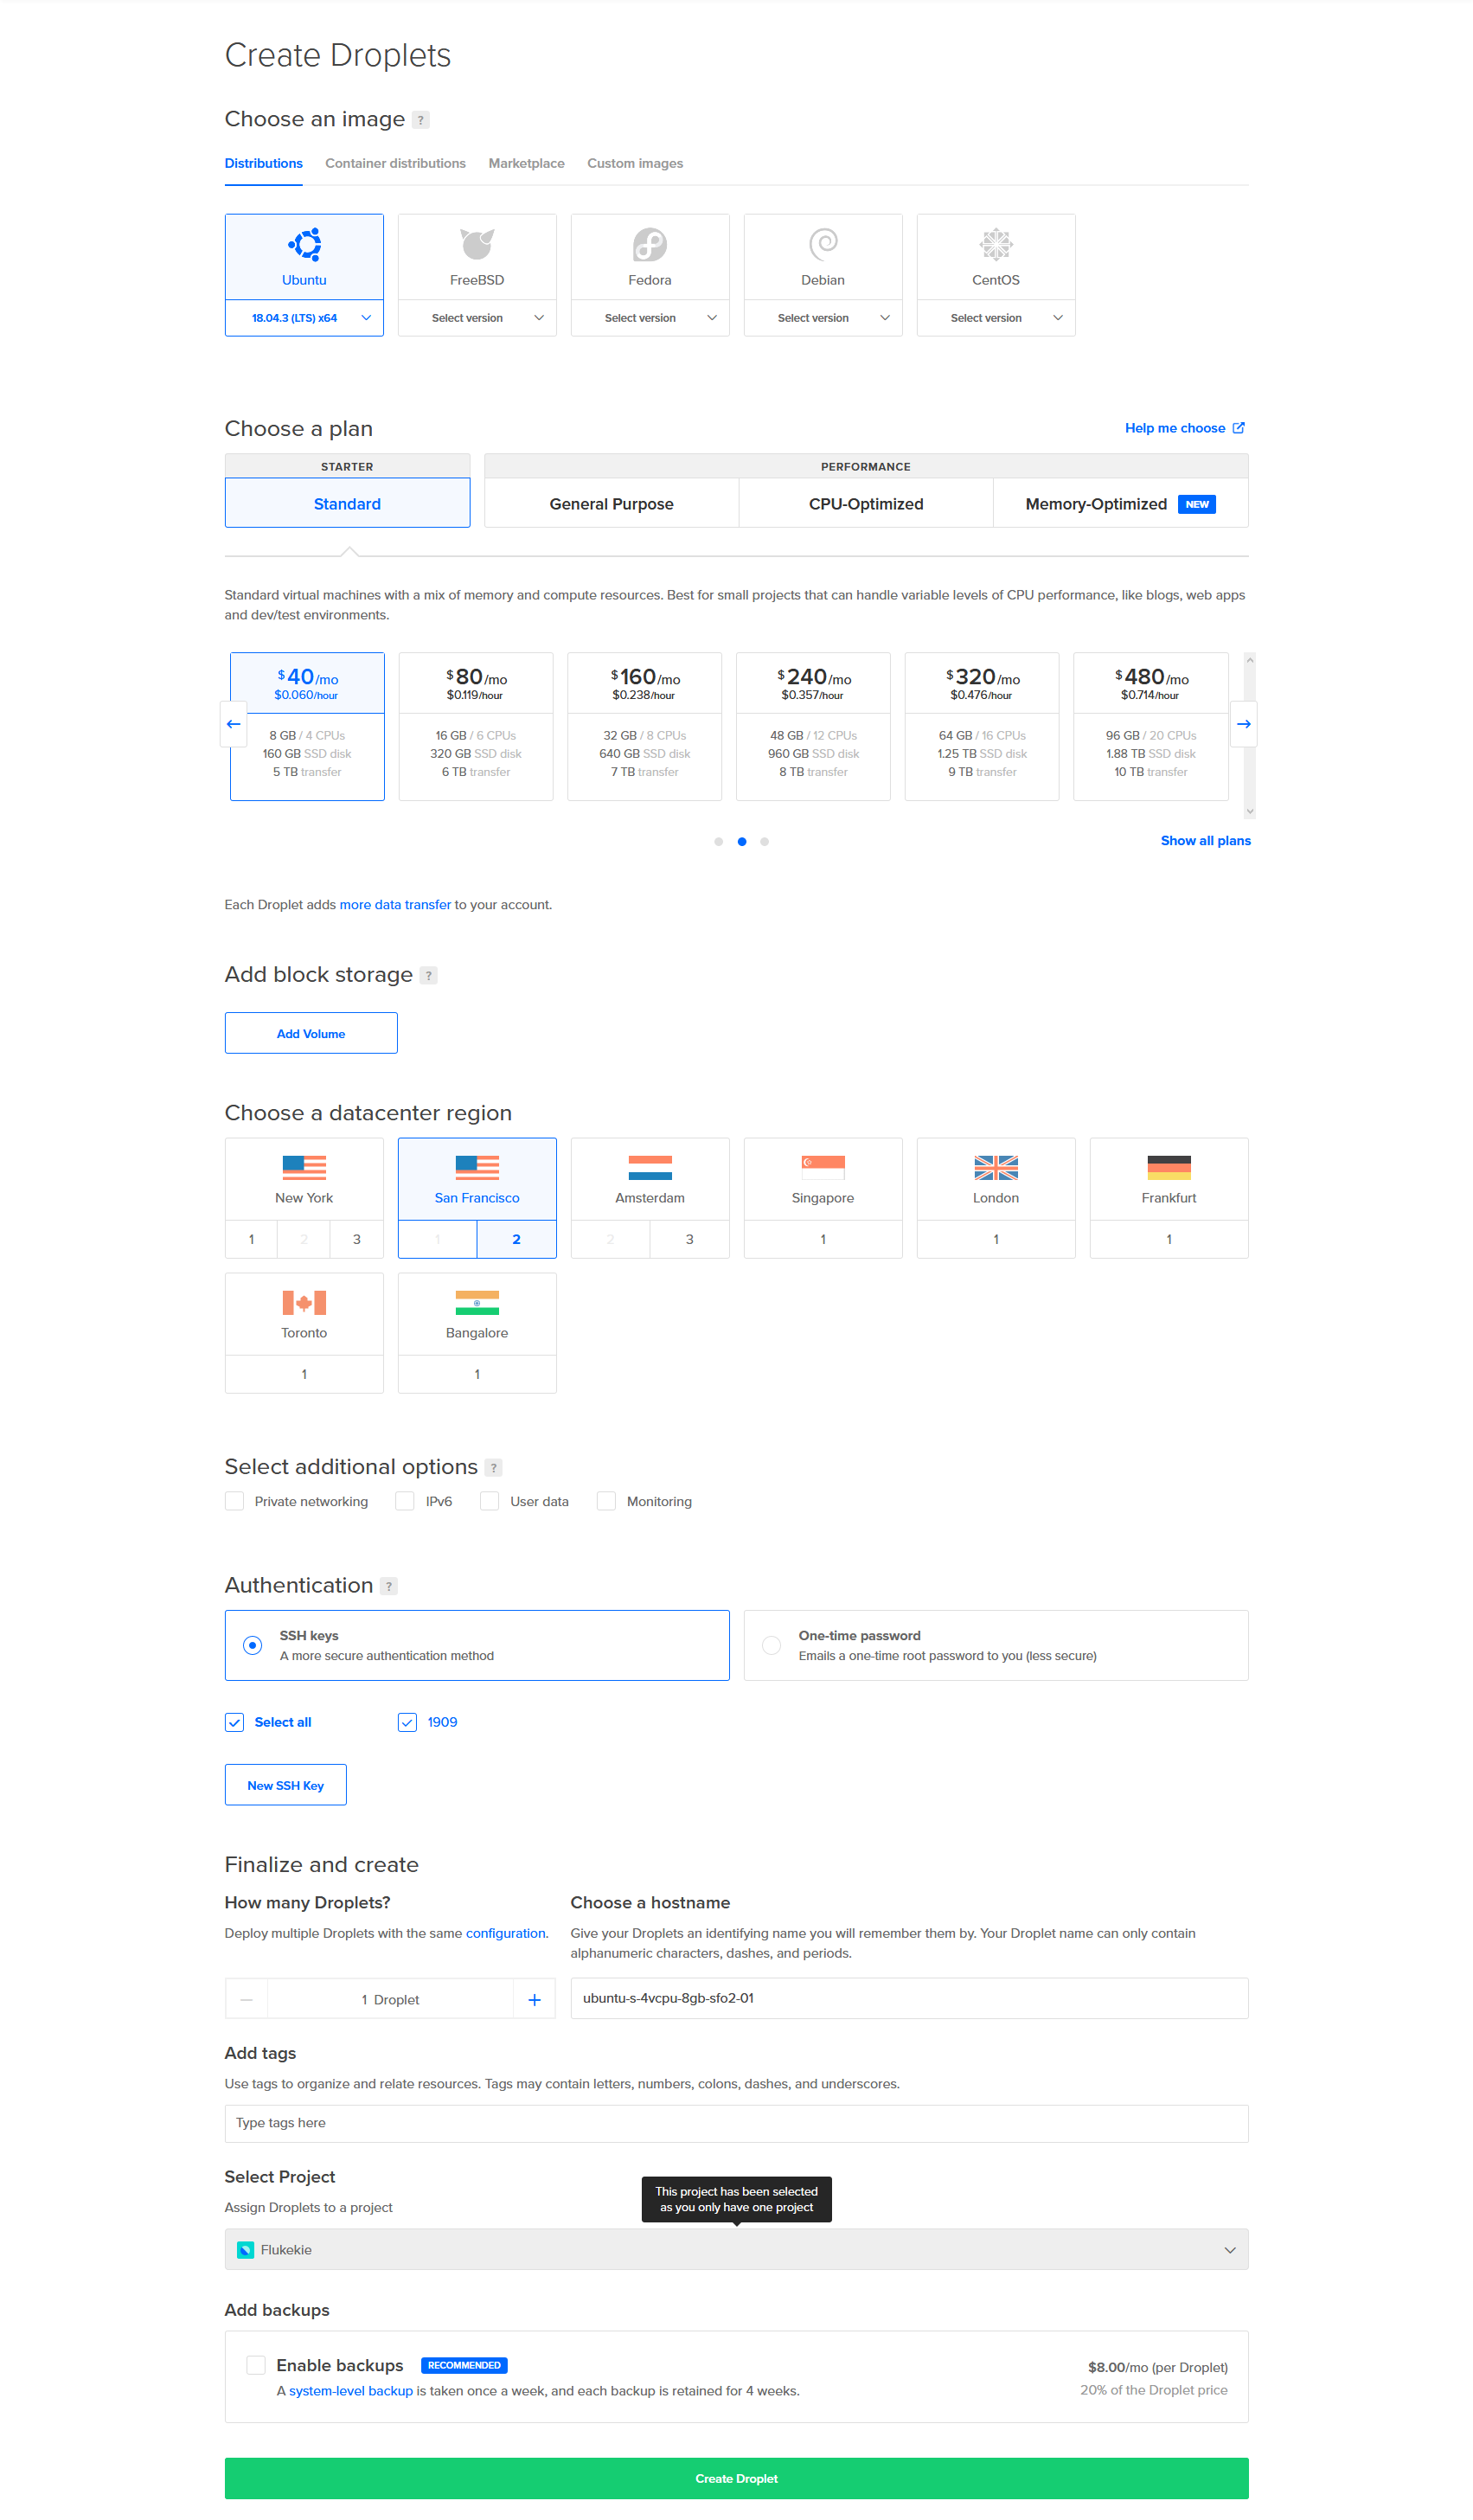 Create Droplets
Choose an image ?
Distributions Container distributions Marketplace Custom images
Ubuntu FreeBSD Fedora Debian CentOS
18.04.3 (LTS) x64 Select version Select version Select version Select version
Choose a plan Help me choose
STARTER PERFORMANCE
Standard General Purpose CPU-Optimized Memory-Optimized NEW
Standard virtual machines with a mix of memory and compute resources. Best for small projects that can handle variable levels of CPU performance, like blogs, web apps
and dev/test environments.
$40/mo $80/mo $160/mo $240/mo $320/mo $480/mo
$0.060/hour $0.119/hour $0.238/hour $0.357/hour $0.476/hour $0.714/hour
8 GB / 4 CPUs 16 GB / 6 CPUs 32 GB / 8 CPUs 48 GB / 12 CPUs 64 GB / 16 CPUs 96 GB / 20 CPUs
160 GB SSD disk 320 GB SSD disk 640 GB SSD disk 960 GB SSD disk 1.25 TB SSD disk 1.88 TB SSD disk
5 TB transfer 6 TB transfer 7 TB transfer 8 TB transfer 9 TB transfer 10 TB transfer
Show all plans
Each Droplet adds more data transfer to your account.
Add block storage ?
Add Volume
Choose a datacenter region
New York San Francisco Amsterdam Singapore London Frankfurt
1 2 3 1 2 2 3 1 1 1
Toronto Bangalore
1 1
Select additional options ?
Private networking IPv6 User data Monitoring
Authentication ?
SSH keys One-time password
A more secure authentication method Emails a one-time root password to you (less secure)
Select all 1909
New SSH Key
Finalize and create
How many Droplets? Choose a hostname
Deploy multiple Droplets with the same configuration. Give your Droplets an identifying name you will remember them by. Your Droplet name can only contain
alphanumeric characters, dashes, and periods.
1 Droplet ubuntu-s-4vcpu-8gb-sfo2-01
Add tags
Use tags to organize and relate resources. Tags may contain letters, numbers, colons, dashes, and underscores.
Type tags here
Select Project
This project has been selected
as you only have one project
Assign Droplets to a project
Flukekie
Add backups
Enable backups RECOMMENDED $8.00/mo (per Droplet)
A system-level backup is taken once a week, and each backup is retained for 4 weeks. 20% of the Droplet price
Create Droplet